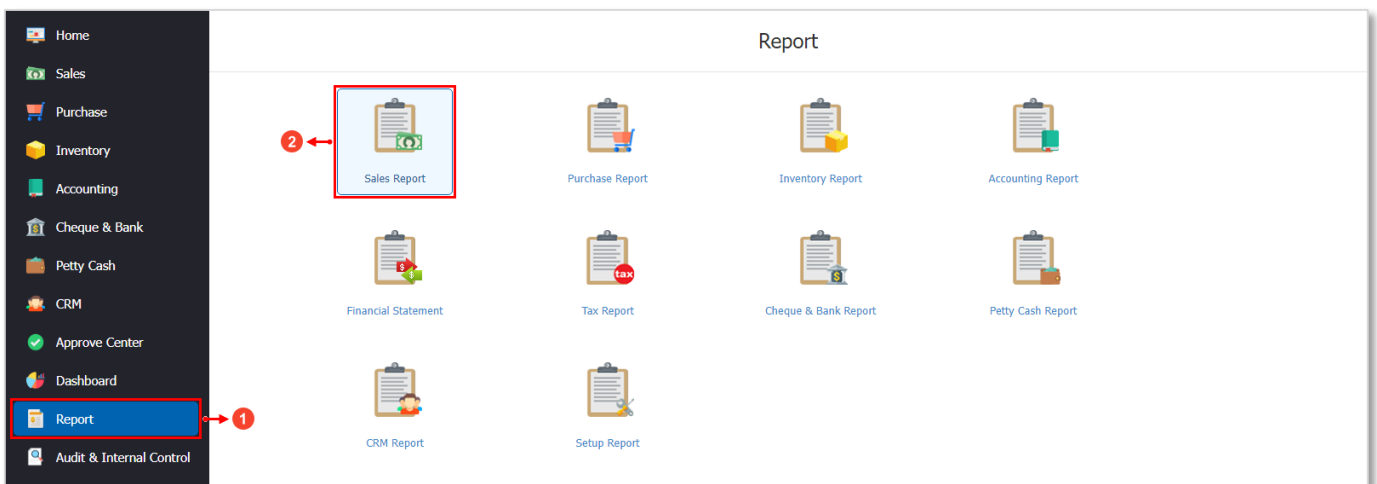 Home
Sales
Purchase
Inventory
Accounting
Cheque & Bank
Petty Cash
CRM
Approve Center
Dashboard
Report
1
Audit & Internal Control
Report
2
Sales Report
Purchase Report
Inventory Report
Accounting Report
Financial Statement
tax
Tax Report
Cheque & Bank Report
Petty Cash Report
CRM Report
Setup Report